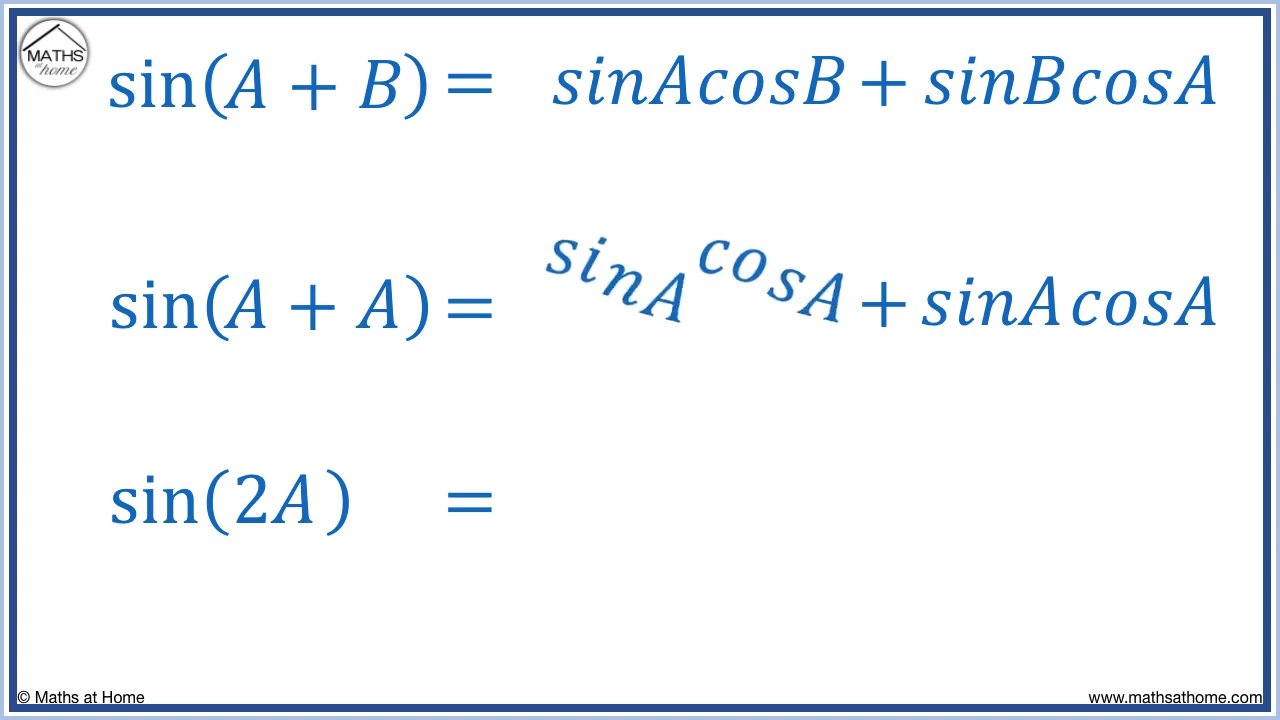 MATHS
at home
sin(A + B) = sinAcosB + sinBcosA
sin(A + A) = sinAcosA + sinAcosA
sin(2A) =
© Maths at Home
www.mathsathome.com